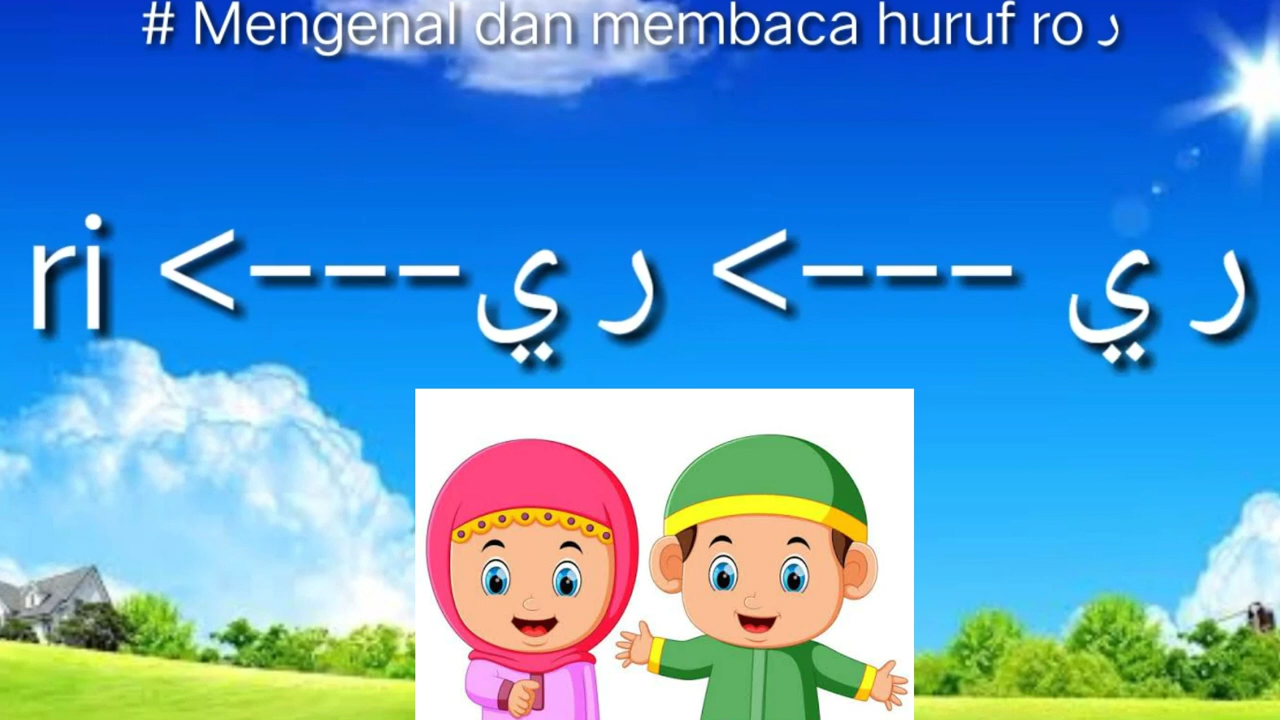 # Mengenal dan membaca huruf ro ر
ر ي ---> ر ي ---> ri